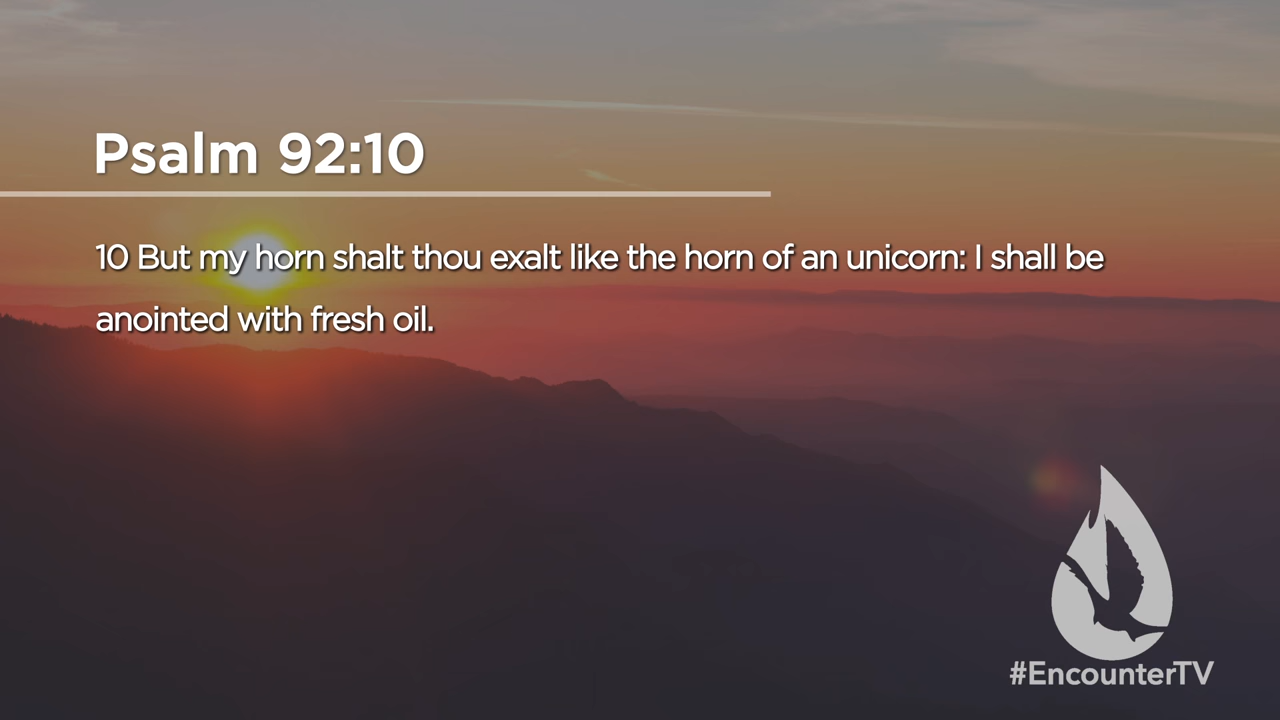 Psalm 92:10
10 But my horn shalt thou exalt like the horn of an unicorn: I shall be
anointed with fresh oil.
#EncounterTV